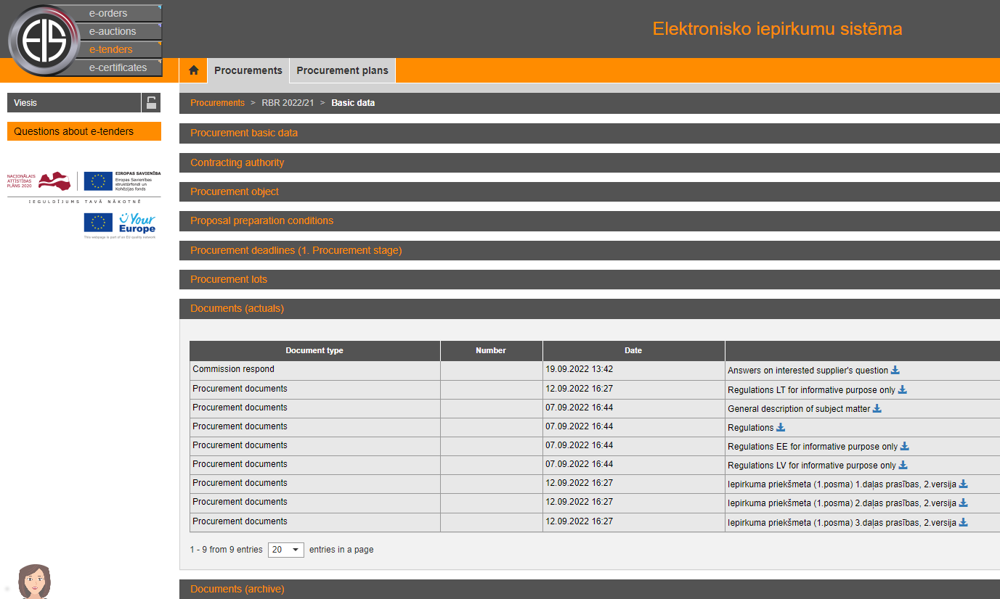 e-orders
e-auctions
e-tenders
e-certificates
EIS
Elektronisko iepirkumu sistēma
Procurements
Procurement plans
Viesis
Questions about e-tenders
NACIONĀLAIS
ATTĪSTĪBAS
PLĀNS 2020
EIROPAS SAVIENĪBA
Eiropas Savienības
struktūrfondi un
Kohēzijas fonds
IEGULDĪJUMS TAVĀ NĀKOTNĒ
Your
Europe
This webpage is part of an EU quality network
Procurements > RBR 2022/21 > Basic data
Procurement basic data
Contracting authority
Procurement object
Proposal preparation conditions
Procurement deadlines (1. Procurement stage)
Procurement lots
Documents (actuals)
Document type Number Date
Commission respond 19.09.2022 13:42 Answers on interested supplier's question
Procurement documents 12.09.2022 16:27 Regulations LT for informative purpose only
Procurement documents 07.09.2022 16:44 General description of subject matter
Procurement documents 07.09.2022 16:44 Regulations
Procurement documents 07.09.2022 16:44 Regulations EE for informative purpose only
Procurement documents 07.09.2022 16:44 Regulations LV for informative purpose only
Procurement documents 12.09.2022 16:27 Iepirkuma priekšmeta (1.posma) 1.daļas prasības, 2.versija
Procurement documents 12.09.2022 16:27 Iepirkuma priekšmeta (1.posma) 2.daļas prasības, 2.versija
Procurement documents 12.09.2022 16:27 Iepirkuma priekšmeta (1.posma) 3.daļas prasības, 2.versija
1 - 9 from 9 entries 20 entries in a page
Documents (archive)